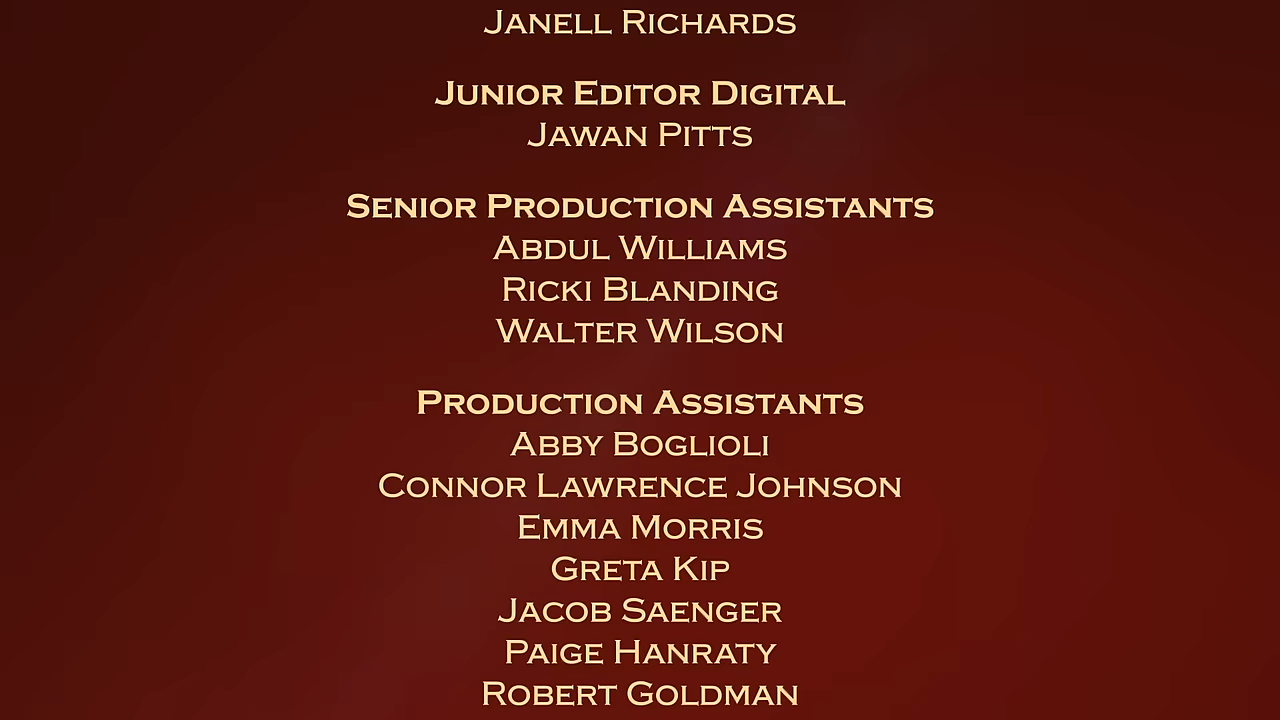 Janell Richards
Junior Editor Digital
Jawan Pitts
Senior Production Assistants
Abdul Williams
Ricki Blanding
Walter Wilson
Production Assistants
Abby Boglioli
Connor Lawrence Johnson
Emma Morris
Greta Kip
Jacob Saenger
Paige Hanraty
Robert Goldman